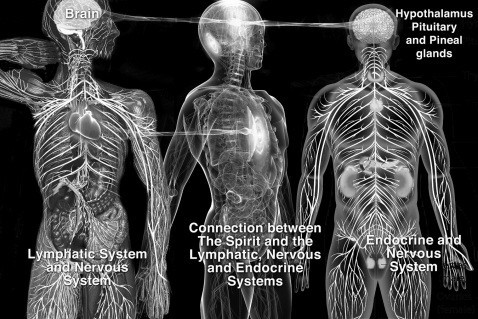 Brain
Hypothalamus
Pituitary
and Pineal
glands
Lymphatic System
and Nervous
System
Connection between
The Spirit and the
Lymphatic, Nervous
and Endocrine
Systems
Endocrine and
Nervous
System